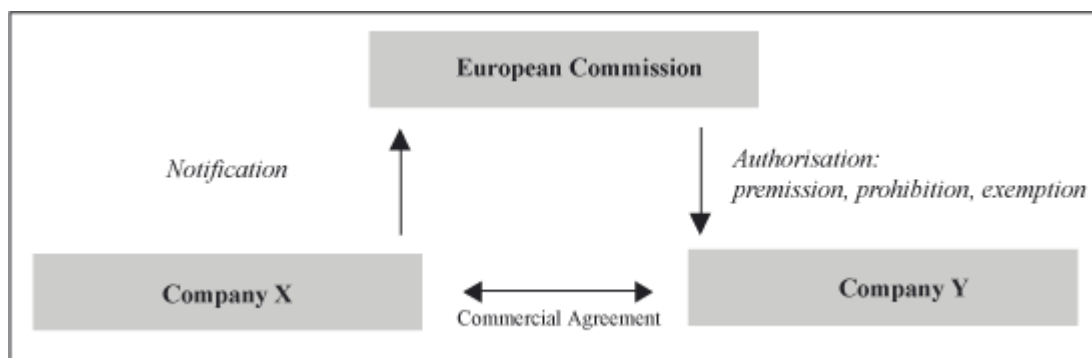 European Commission
Notification
Authorisation:
premission, prohibition, exemption
Company X
Commercial Agreement
Company Y